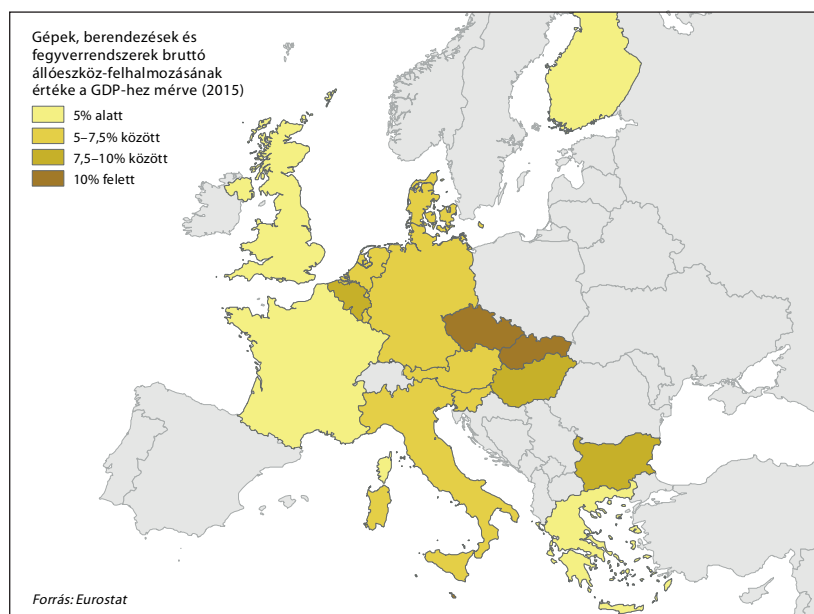 Gépek, berendezések és
fegyverrendszerek bruttó
állóeszköz-felhalmozásának
értéke a GDP-hez mérve (2015)
5% alatt
5–7,5% között
7,5–10% között
10% felett
Forrás: Eurostat